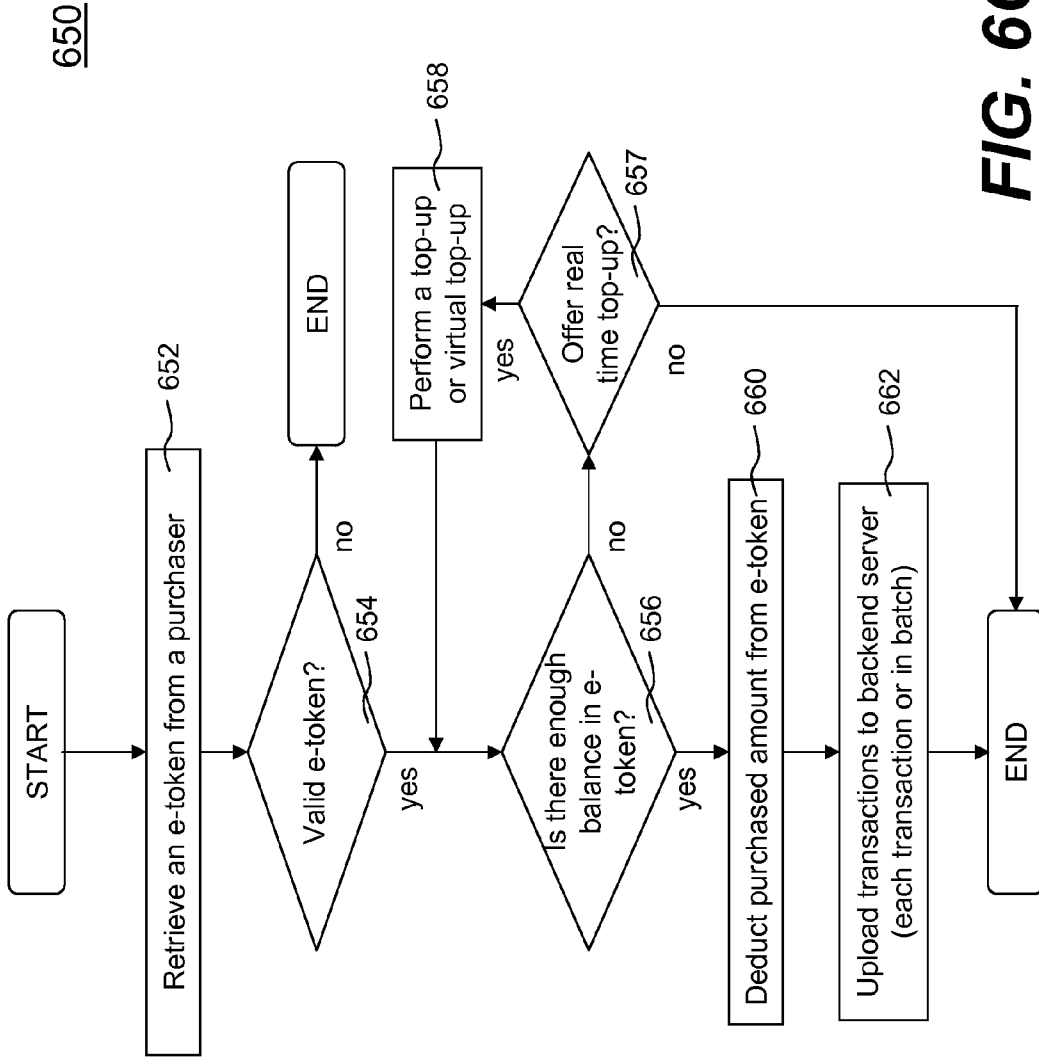 650
START
Retrieve an e-token from a purchaser
652
Valid e-token?
654
no
END
yes
Perform a top-up
or virtual top-up
658
Is there enough
balance in e-
token?
656
no
yes
Offer real
time top-up?
657
yes
no
Deduct purchased amount from e-token
660
Upload transactions to backend server
(each transaction or in batch)
662
END
FIG.